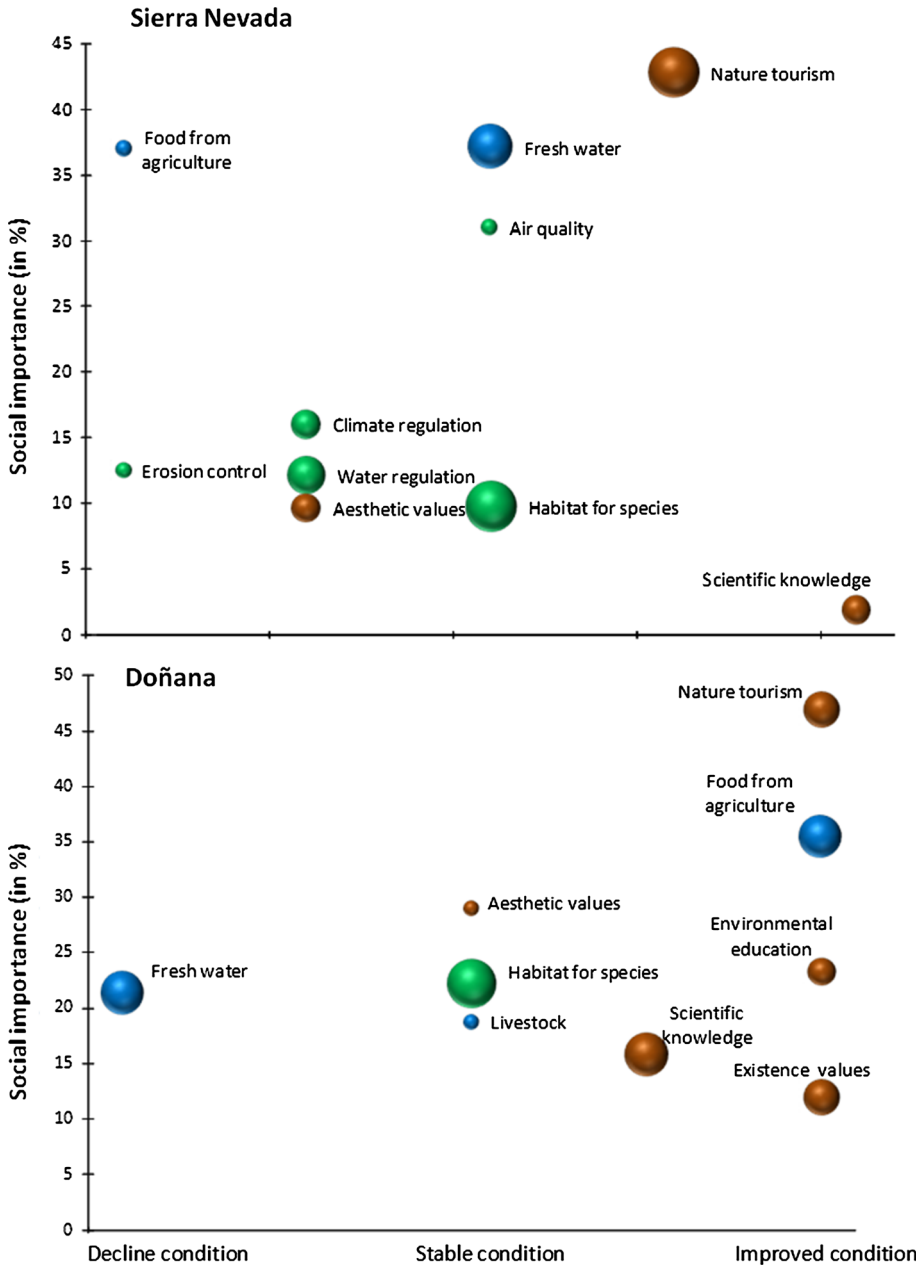 Sierra Nevada
45
40
35
30
25
20
15
10
5
0
Social importance (in %)
Nature tourism
Food from
agriculture
Fresh water
Air quality
Climate regulation
Erosion control
Water regulation
Aesthetic values
Habitat for species
Scientific knowledge
Doñana
50
45
40
35
30
25
20
15
10
5
0
Social importance (in %)
Nature tourism
Food from
agriculture
Aesthetic values
Environmental
education
Fresh water
Habitat for species
Livestock
Scientific
knowledge
Existence values
Decline condition
Stable condition
Improved condition